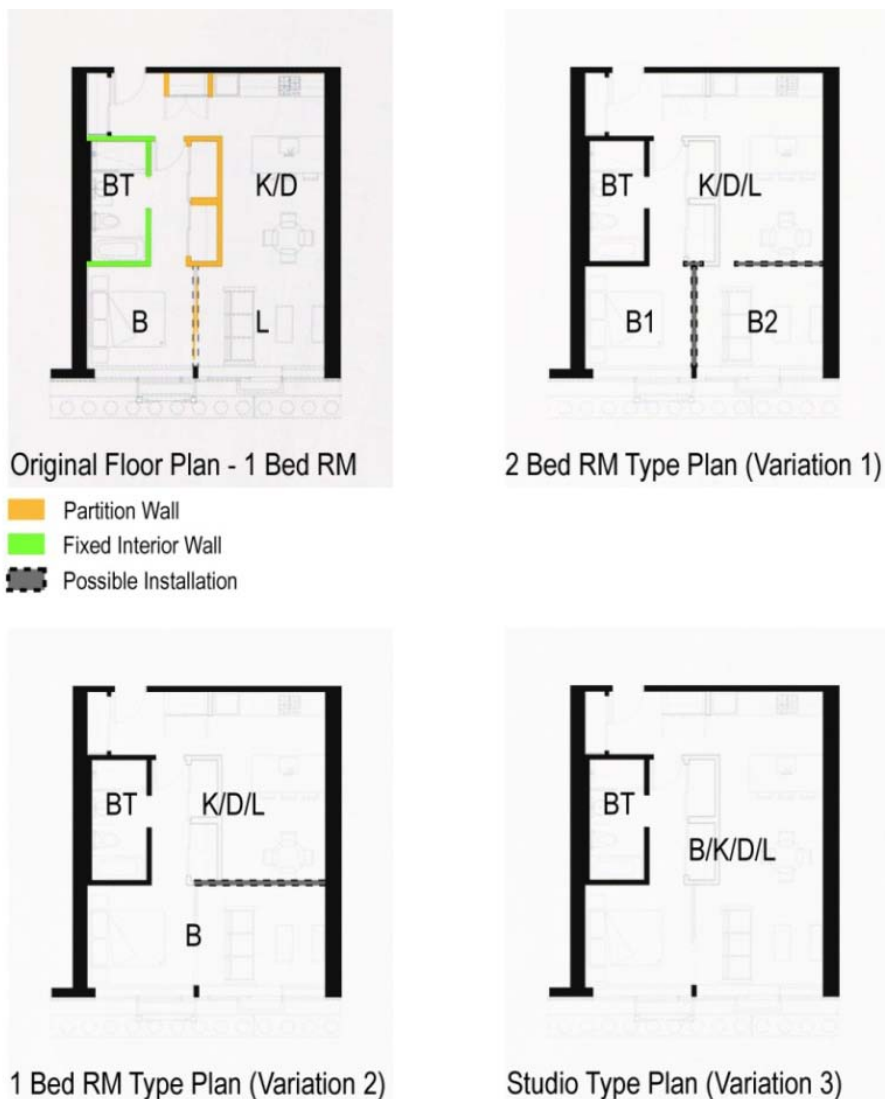 BT
K/D
B
L
Original Floor Plan - 1 Bed RM
BT
K/D/L
B1
B2
2 Bed RM Type Plan (Variation 1)
Partition Wall
Fixed Interior Wall
Possible Installation
BT
K/D/L
B
1 Bed RM Type Plan (Variation 2)
BT
B/K/D/L
Studio Type Plan (Variation 3)